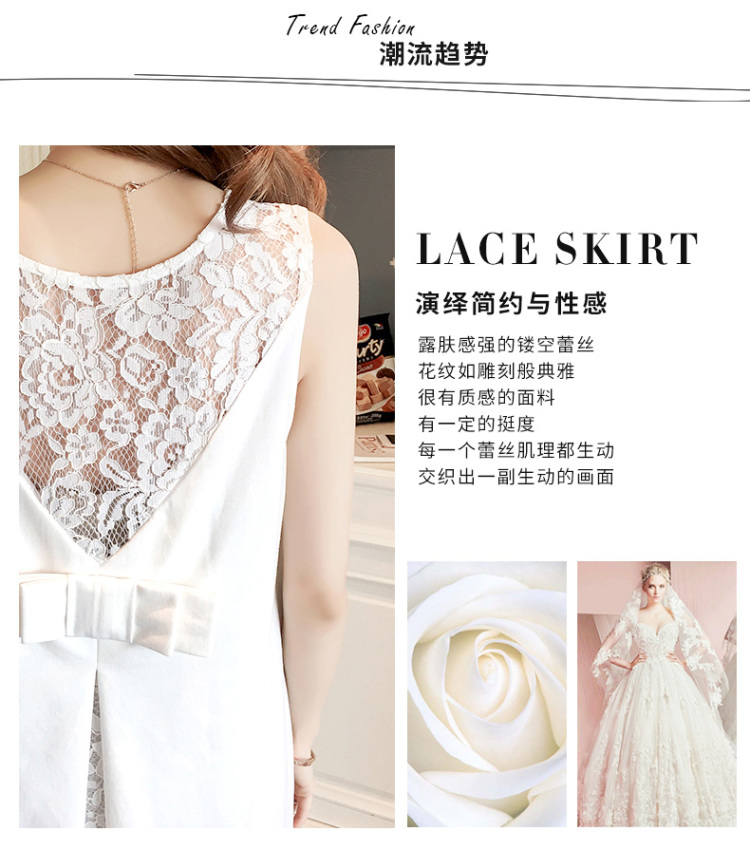 Trend Fashion
潮流趋势
LACE SKIRT
演绎简约与性感
露肤感强的镂空蕾丝
花纹如雕刻般典雅
很有质感的面料
有一定的挺度
每一个蕾丝肌理都生动
交织出一副生动的画面